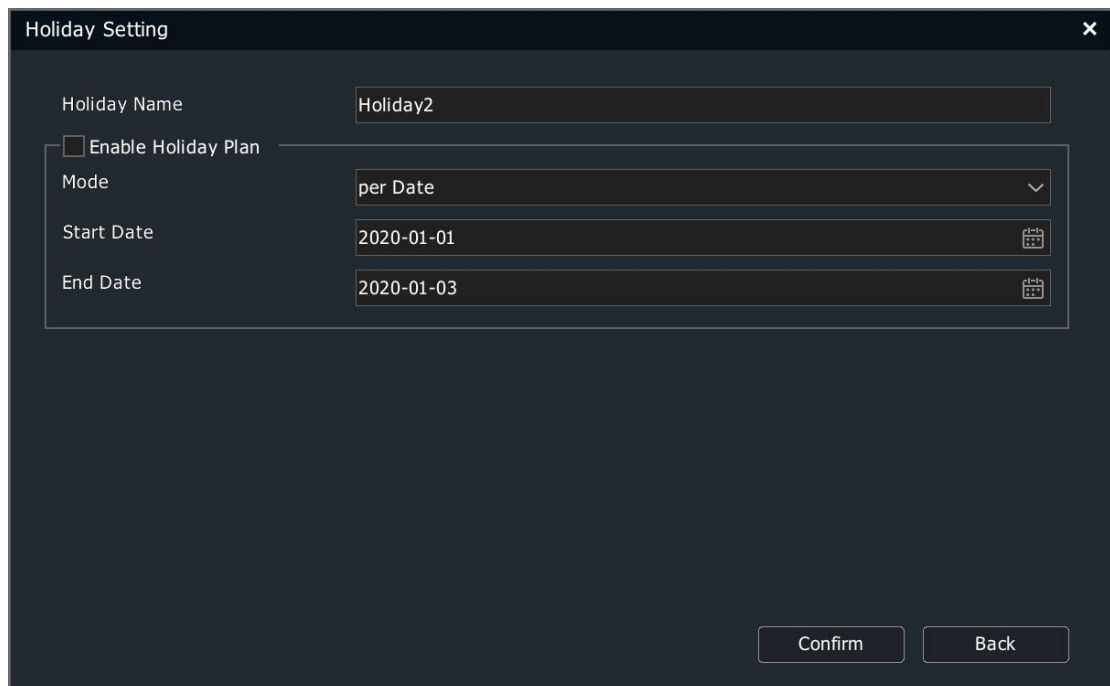 Holiday Setting
Holiday Name Holiday2
Enable Holiday Plan
Mode per Date
Start Date 2020-01-01
End Date 2020-01-03
Confirm Back